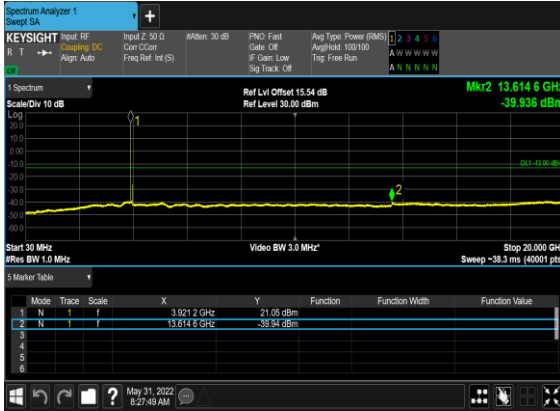 Spectrum Analyzer 1
Swept SA
+
KEYSIGHT Input: RF Input Z: 50 Ω #Atten: 30 dB PNO: Fast Avg Type: Power (RMS) 1 2 3 4 5 6
R T Coupling: DC Corr CCorr Gate: Off Avg|Hold: 100/100 A W W W W W
Align: Auto Freq Ref: Int (S) IF Gain: Low Trig: Free Run
Sig Track: Off A N N N N N
1 Spectrum Ref Lvl Offset 15.54 dB Mkr2 13.614 6 GHz
Scale/Div 10 dB Ref Level 30.00 dBm -39.936 dBm
Log
20.0
10.0
0.00
-10.0
-20.0
-30.0
-40.0
-50.0
-60.0
1
DL1 -13.00 dBm
2
Start 30 MHz Video BW 3.0 MHz* Stop 20.000 GHz
#Res BW 1.0 MHz Sweep ~38.3 ms (40001 pts)
5 Marker Table
Mode Trace Scale X Y Function Function Width Function Value
1 N 1 f 3.921 2 GHz 21.05 dBm
2 N 1 f 13.614 6 GHz -39.94 dBm
3
4
5
6
? May 31, 2022
8:27:49 AM